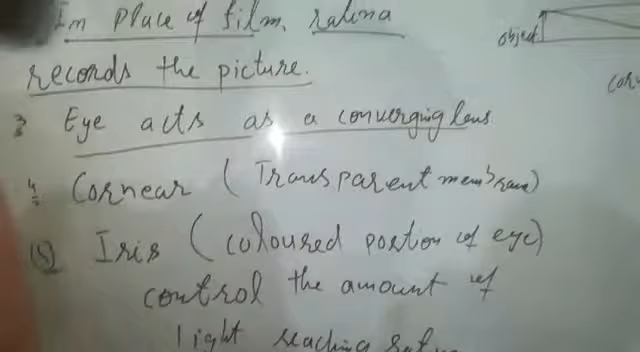 In place of film, ratina
object
records the picture.
3 Eye acts as a converging lens
4 Cornear (Transparent membrane)
(5) Iris (coloured portion of eye)
control the amount of
light reaching